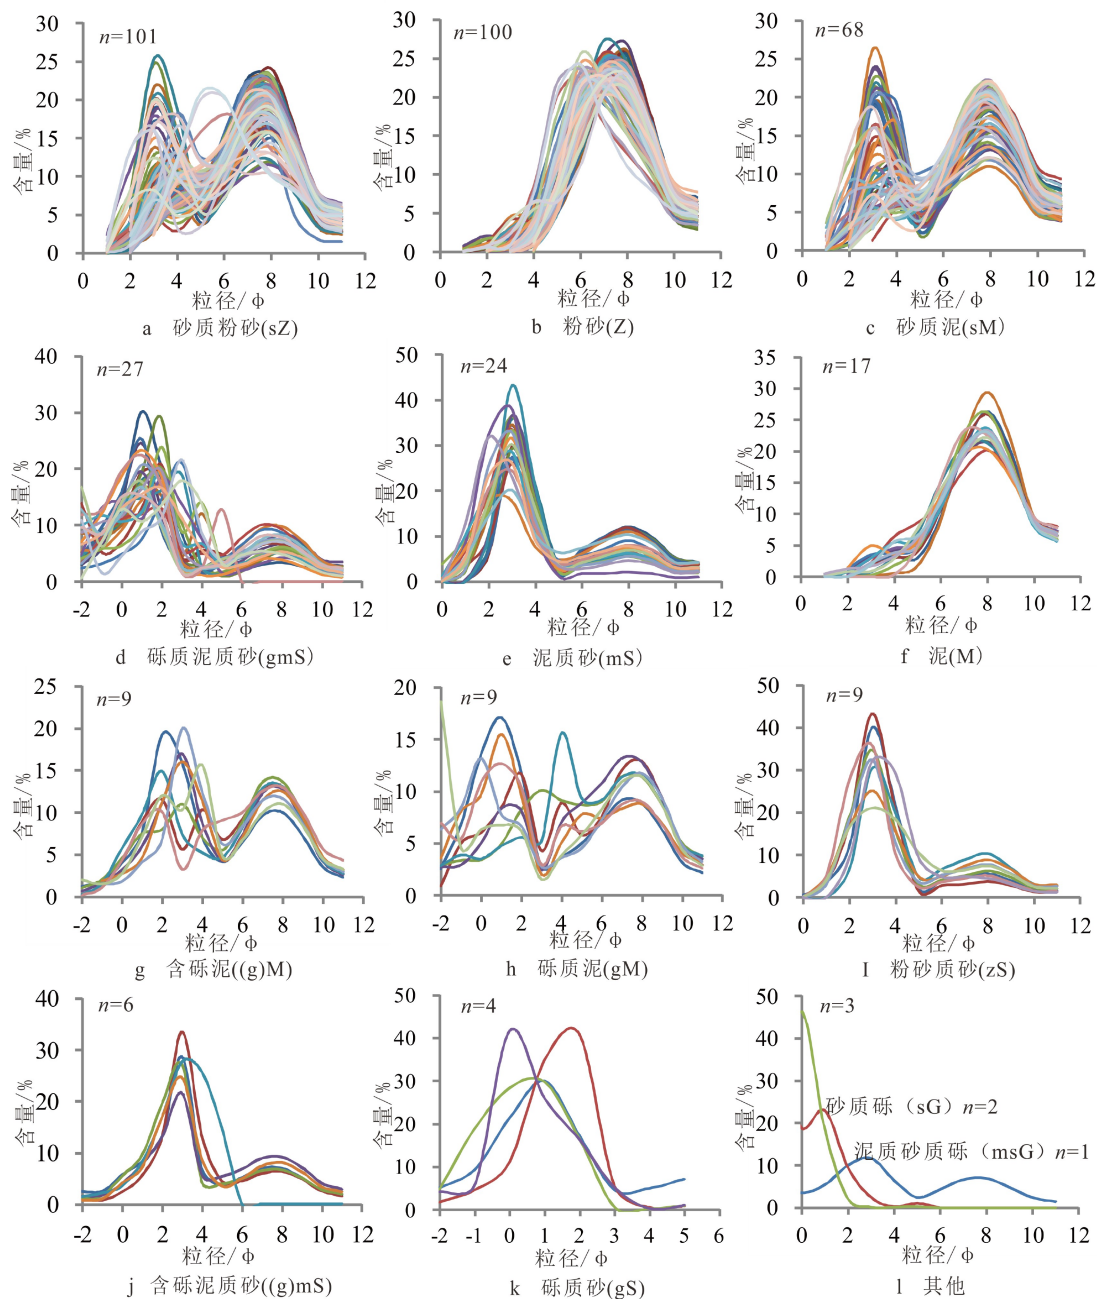 n=101
含量/%
30
25
20
15
10
5
0
0 2 4 6 8 10 12
粒径/ф
a 砂质粉砂(sZ)
n=100
含量/%
30
25
20
15
10
5
0
0 2 4 6 8 10 12
粒径/ф
b 粉砂(Z)
n=68
含量/%
30
25
20
15
10
5
0
0 2 4 6 8 10 12
粒径/ф
c 砂质泥(sM)
n=27
含量/%
40
30
20
10
0
-2 0 2 4 6 8 10 12
粒径/ф
d 砾质泥质砂(gmS)
n=24
含量/%
50
40
30
20
10
0
0 2 4 6 8 10 12
粒径/ф
e 泥质砂(mS)
n=17
含量/%
35
30
25
20
15
10
5
0
0 2 4 6 8 10 12
粒径/ф
f 泥(M)
n=9
含量/%
25
20
15
10
5
0
-2 0 2 4 6 8 10 12
粒径/ф
g 含砾泥((g)M)
n=9
含量/%
20
15
10
5
0
-2 0 2 4 6 8 10 12
粒径/ф
h 砾质泥(gM)
n=9
含量/%
50
40
30
20
10
0
0 2 4 6 8 10 12
粒径/ф
I 粉砂质砂(zS)
n=6
含量/%
40
30
20
10
0
-2 0 2 4 6 8 10 12
粒径/ф
j 含砾泥质砂((g)mS)
n=4
含量/%
50
40
30
20
10
0
-2 -1 0 1 2 3 4 5 6
粒径/ф
k 砾质砂(gS)
n=3
含量/%
50
40
30
20
10
0
砂质砾（sG）n=2
泥质砂质砾（msG）n=1
0 2 4 6 8 10 12
粒径/ф
l 其他